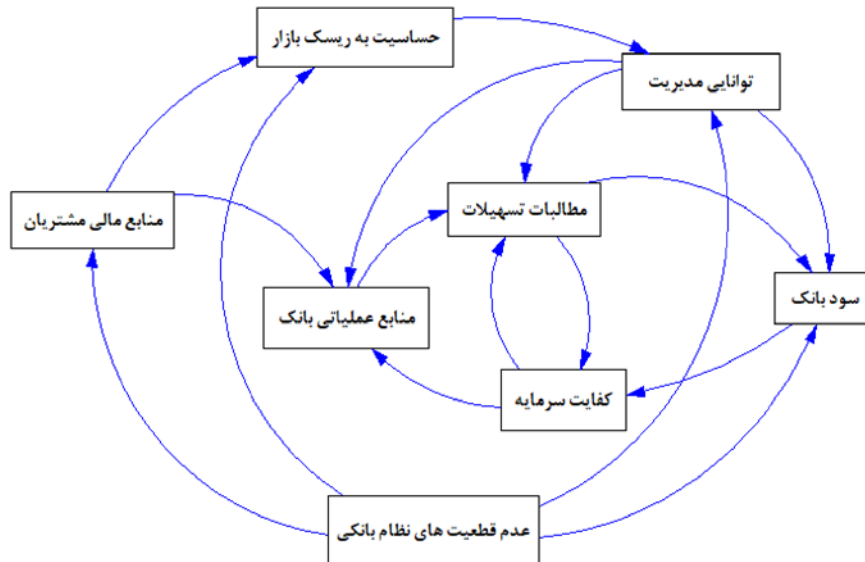 حساسیت به ریسک بازار
توانایی مدیریت
مطالبات تسهیلات
منابع مالی مشتریان
سود بانک
منابع عملیاتی بانک
کفایت سرمایه
عدم قطعیت های نظام بانکی